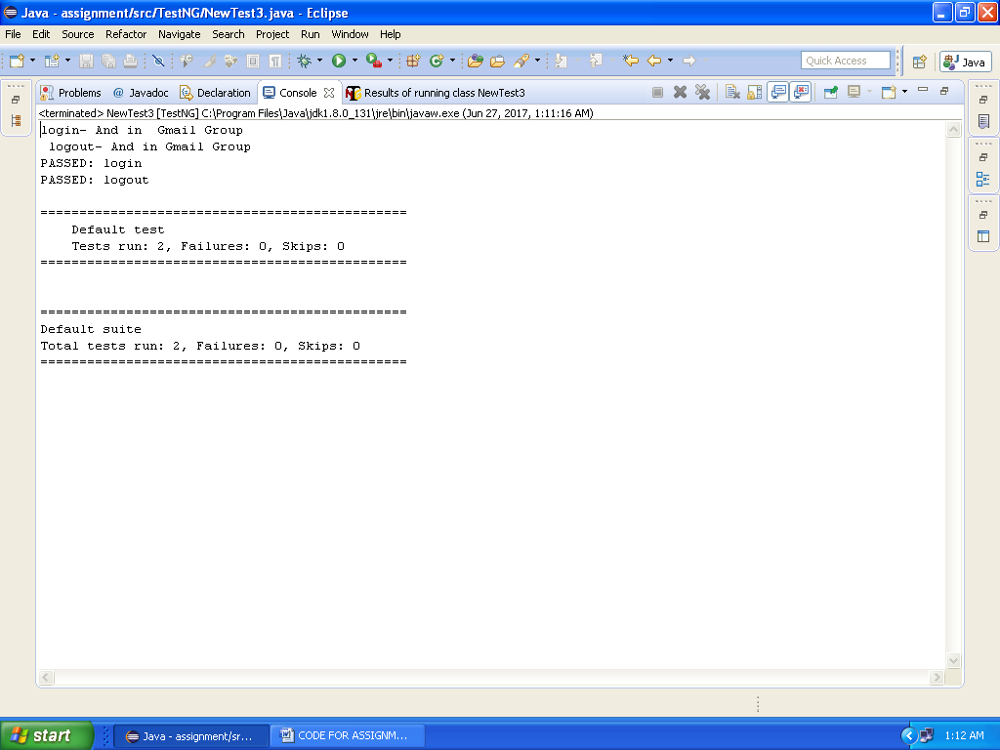 Java - assignment/src/TestNG/NewTest3.java - Eclipse
File Edit Source Refactor Navigate Search Project Run Window Help
Quick Access Java
Problems @ Javadoc Declaration Console Results of running class NewTest3
<terminated> NewTest3 [TestNG] C:\Program Files\Java\jdk1.8.0_131\jre\bin\javaw.exe (Jun 27, 2017, 1:11:16 AM)
login- And in  Gmail Group
 logout- And in Gmail Group
PASSED: login
PASSED: logout
===============================================
    Default test
    Tests run: 2, Failures: 0, Skips: 0
===============================================
===============================================
Default suite
Total tests run: 2, Failures: 0, Skips: 0
===============================================
start Java - assignment/sr... CODE FOR ASSIGNM... 1:12 AM